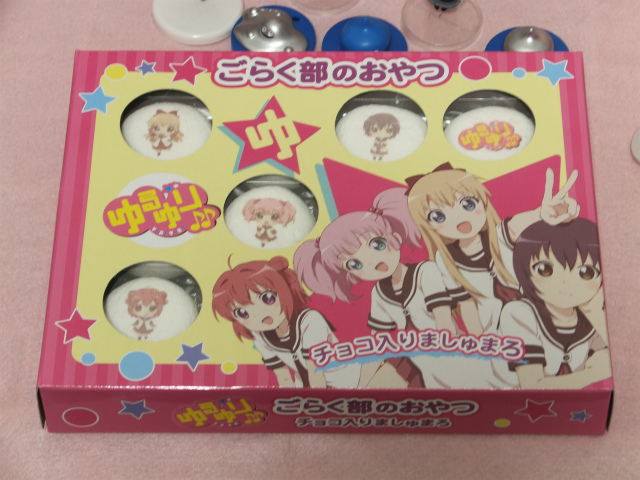 ごらく部のおやつ
ゆ
ゆるゆり
ゆるゆり♪♪
チョコ入りましゅまろ
ゆるゆり♪♪
ごらく部のおやつ
チョコ入りましゅまろ